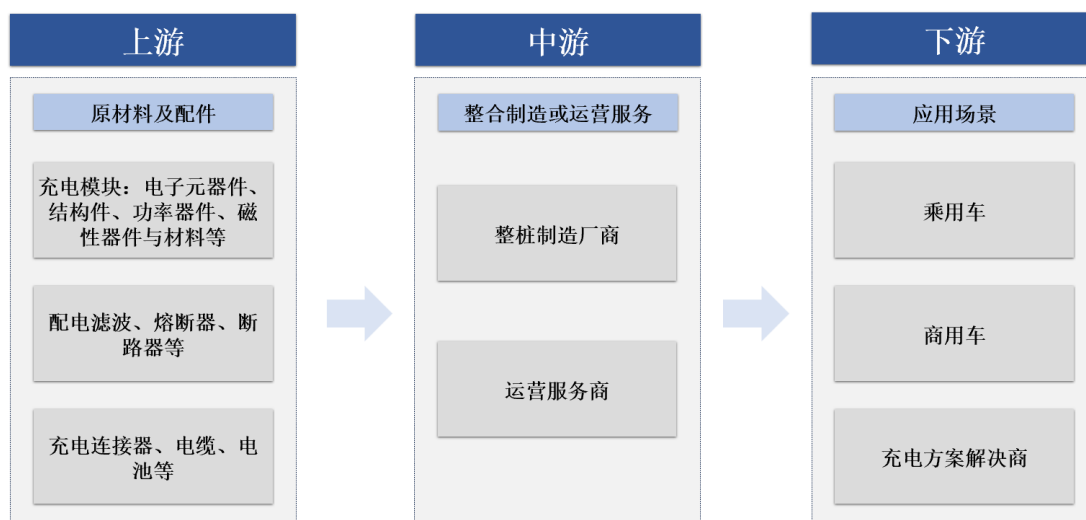 上游
原材料及配件
充电模块：电子元器件、
结构件、功率器件、磁
性器件与材料等
配电滤波、熔断器、断
路器等
充电连接器、电缆、电
池等
中游
整合制造或运营服务
整桩制造厂商
运营服务商
下游
应用场景
乘用车
商用车
充电方案解决商